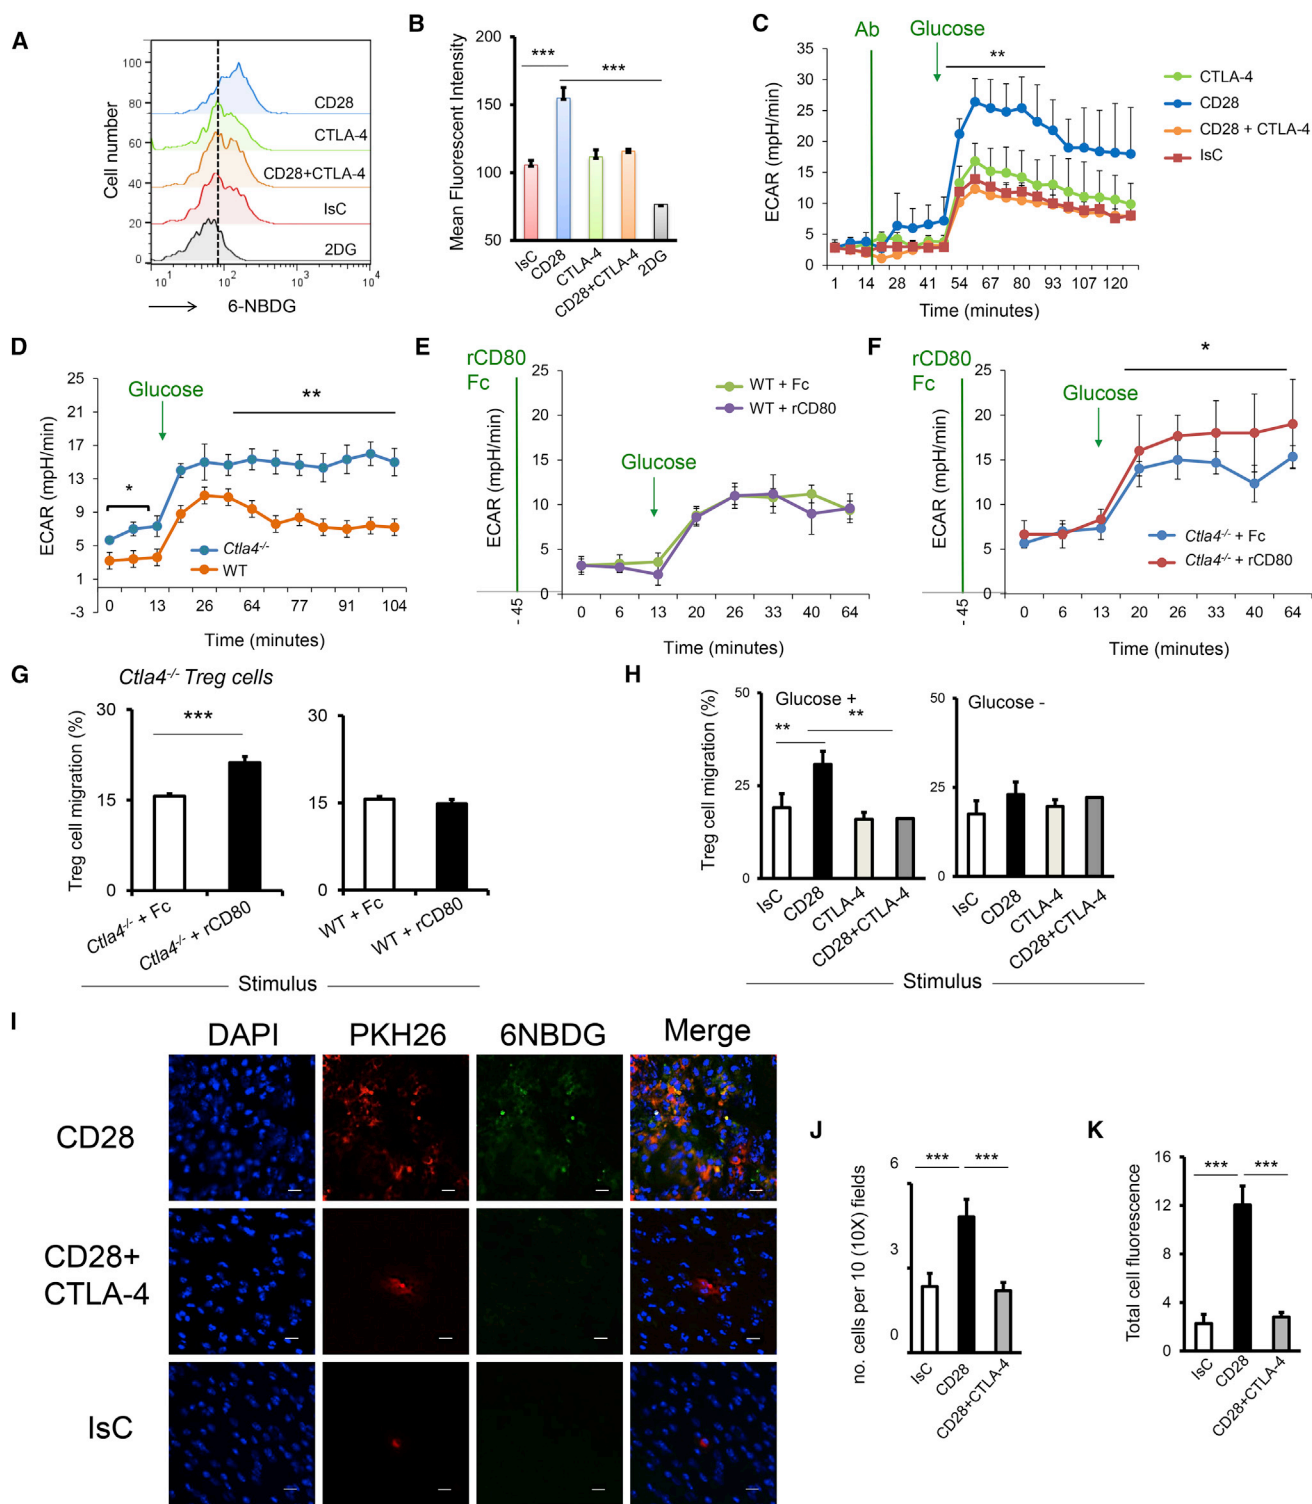 A
Cell number
100
80
60
40
20
0
CD28
CTLA-4
CD28+CTLA-4
IsC
2DG
10¹ 10² 10³ 10⁴
6-NBDG
B
Mean Fluorescent Intensity
200
150
100
50
***
***
IsC
CD28
CTLA-4
CD28+CTLA-4
2DG
C
Ab
Glucose
**
ECAR (mpH/min)
35
30
25
20
15
10
5
0
1 14 28 41 54 67 80 93 107 120
Time (minutes)
CTLA-4
CD28
CD28 + CTLA-4
IsC
D
Glucose
**
*
ECAR (mpH/min)
25
21
17
13
9
5
1
-3
Ctla4-/-
WT
0 13 26 64 77 91 104
Time (minutes)
E
rCD80
Fc
Glucose
ECAR (mpH/min)
25
20
15
10
5
0
WT + Fc
WT + rCD80
- 45
0 6 13 20 26 33 40 64
Time (minutes)
F
rCD80
Fc
Glucose
*
ECAR (mpH/min)
25
20
15
10
5
0
Ctla4-/- + Fc
Ctla4-/- + rCD80
- 45
0 6 13 20 26 33 40 64
Time (minutes)
G
Ctla4-/- Treg cells
Treg cell migration (%)
30
15
0
***
Ctla4-/- + Fc
Ctla4-/- + rCD80
30
15
0
WT + Fc
WT + rCD80
Stimulus
H
Treg cell migration (%)
50
25
0
Glucose +
**
**
IsC
CD28
CTLA-4
CD28+CTLA-4
50
25
0
Glucose -
IsC
CD28
CTLA-4
CD28+CTLA-4
Stimulus
I
DAPI PKH26 6NBDG Merge
CD28
CD28+
CTLA-4
IsC
J
no. cells per 10 (10X) fields
6
3
0
*** ***
IsC
CD28
CD28+CTLA-4
K
Total cell fluorescence
16
12
8
4
0
*** ***
IsC
CD28
CD28+CTLA-4